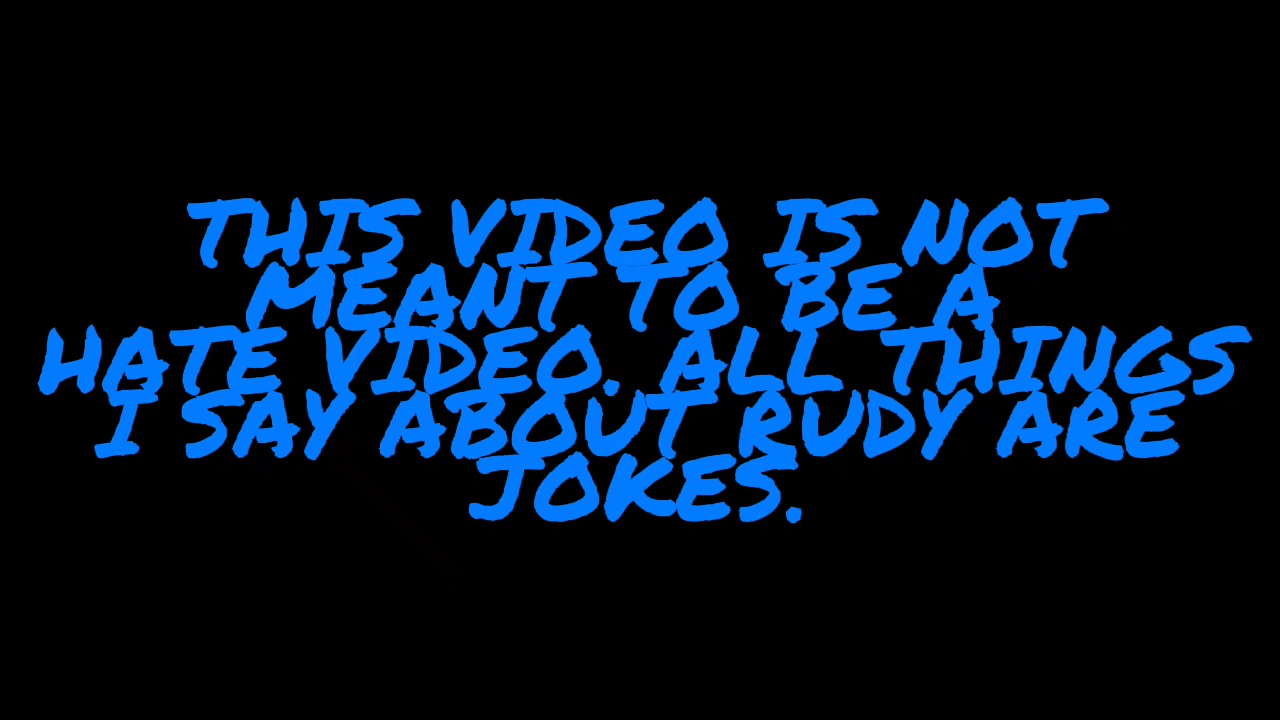 THIS VIDEO IS NOT
MEANT TO BE A
HATE VIDEO. ALL THINGS
I SAY ABOUT RUDY ARE
JOKES.